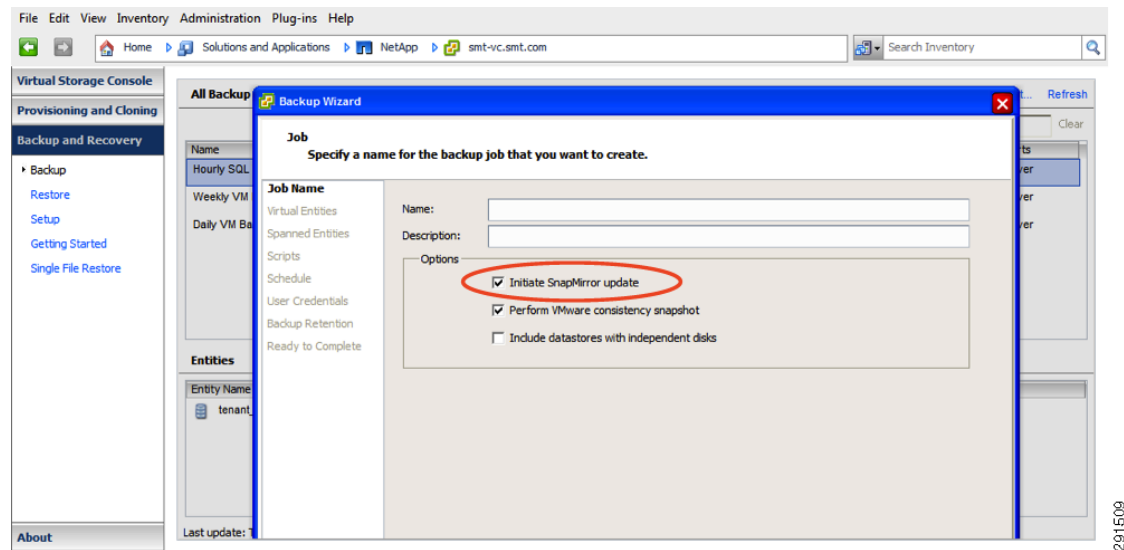 File Edit View Inventory Administration Plug-ins Help
Home Solutions and Applications NetApp smt-vc.smt.com Search Inventory
Virtual Storage Console
Provisioning and Cloning
Backup and Recovery
Backup
Restore
Setup
Getting Started
Single File Restore
About
All Backup
Refresh
Clear
Name
Hourly SQL
Weekly VM
Daily VM Ba
Entities
Entity Name
tenant_
Last update:
Backup Wizard
Job
Specify a name for the backup job that you want to create.
Job Name
Virtual Entities
Spanned Entities
Scripts
Schedule
User Credentials
Backup Retention
Ready to Complete
Name:
Description:
Options
Initiate SnapMirror update
Perform VMware consistency snapshot
Include datastores with independent disks
291509